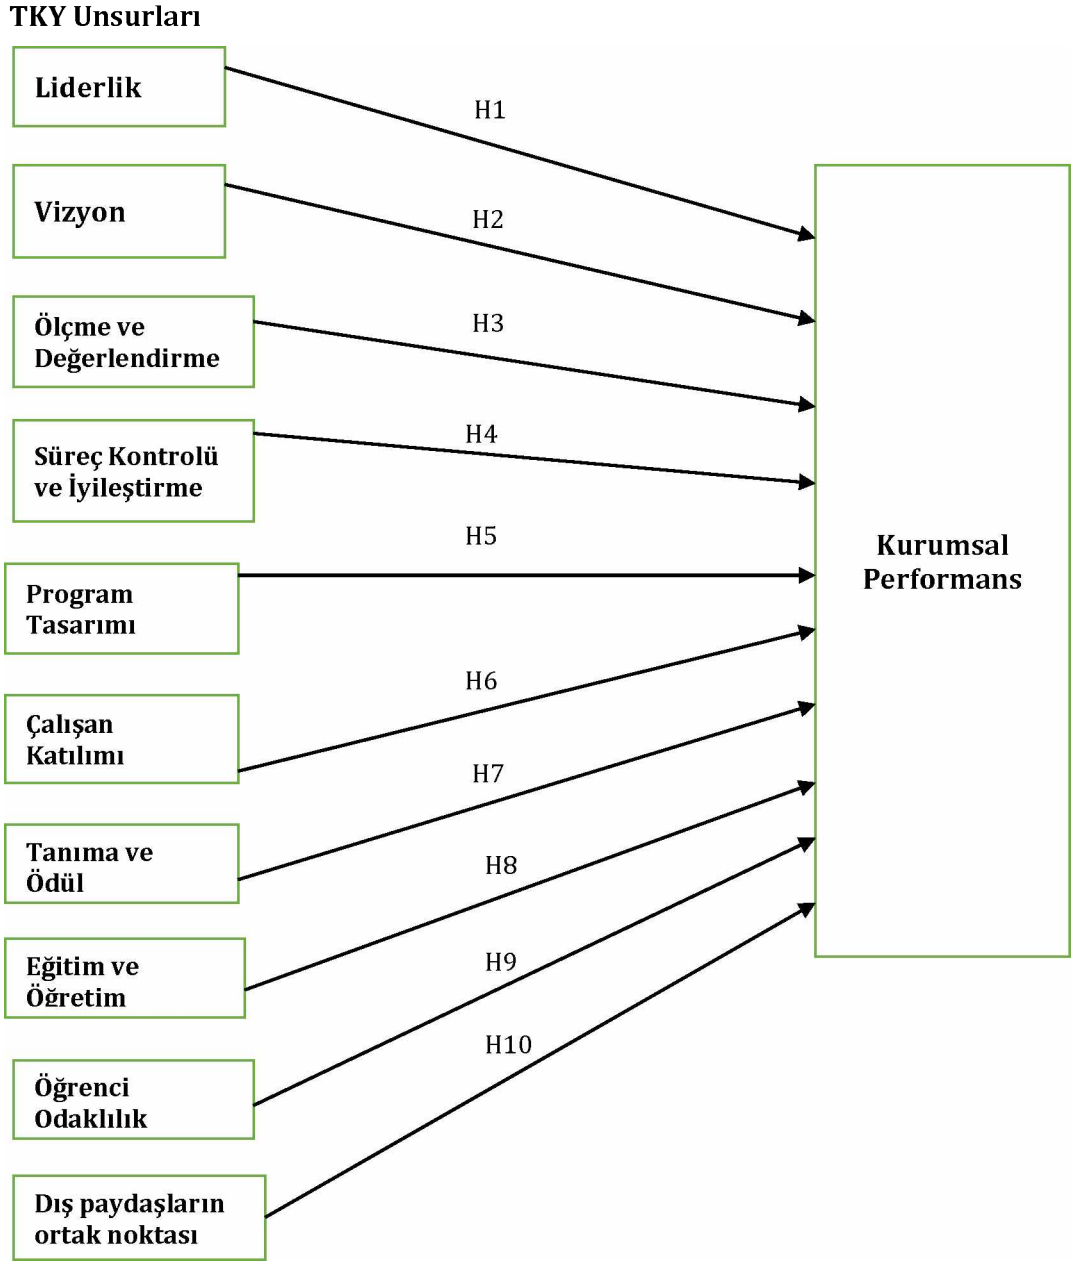 TKY Unsurları
Liderlik
H1
Vizyon
H2
Ölçme ve
Değerlendirme
H3
Süreç Kontrolü
ve İyileştirme
H4
H5
Program
Tasarımı
Kurumsal
Performans
Çalışan
Katılımı
H6
Tanıma ve
Ödül
H7
Eğitim ve
Öğretim
H8
Öğrenci
Odaklılık
H9
Dış paydaşların
ortak noktası
H10